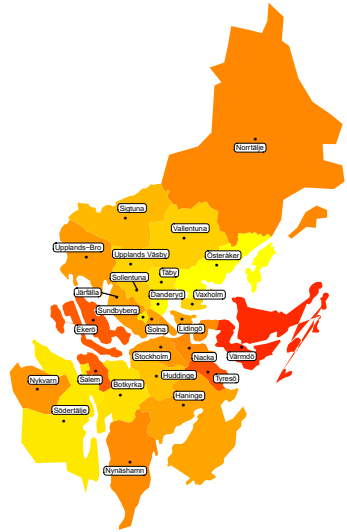 Norrtälje
Sigtuna
Vallentuna
Upplands-Bro
Upplands Väsby
Österåker
Täby
Sollentuna
Järfälla
Danderyd
Vaxholm
Sundbyberg
Ekerö
Solna
Lidingö
Stockholm
Nacka
Värmdö
Salem
Huddinge
Tyresö
Nykvarn
Botkyrka
Haninge
Södertälje
Nynäshamn